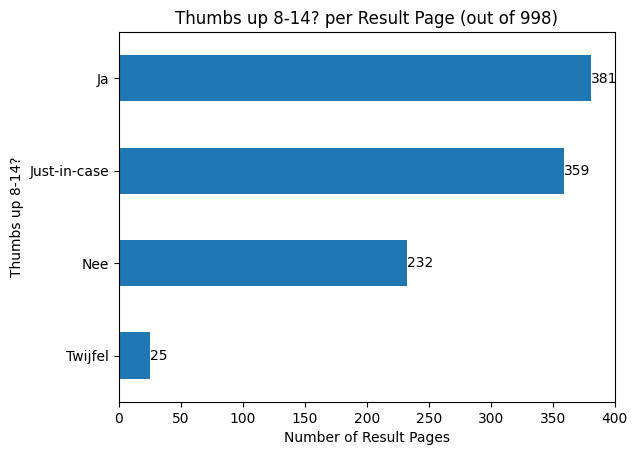 Thumbs up 8-14? per Result Page (out of 998)
Thumbs up 8-14?
Ja
381
Just-in-case
359
Nee
232
Twijfel
25
0 50 100 150 200 250 300 350 400
Number of Result Pages